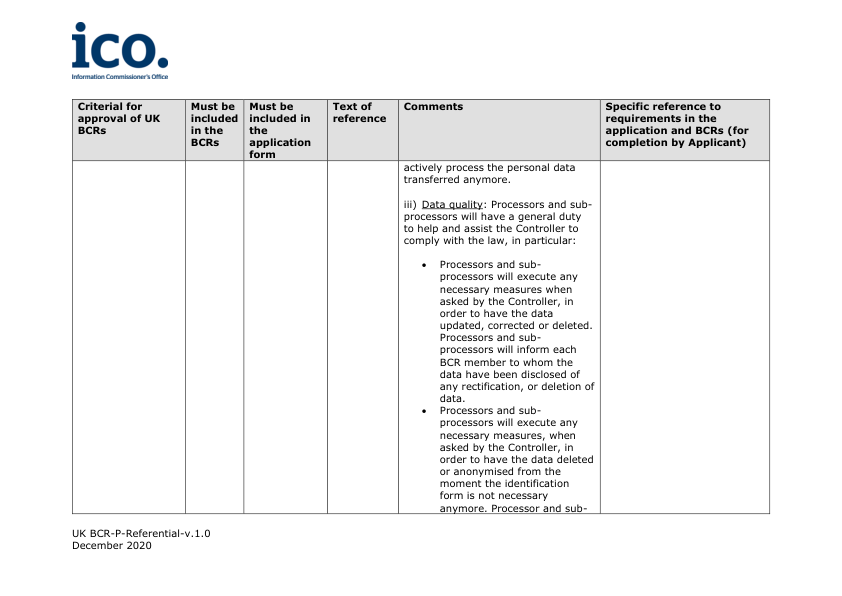 ico.
Information Commissioner's Office
Criterial for
approval of UK
BCRs
Must be
included
in the
BCRs
Must be
included in
the
application
form
Text of
reference
Comments
Specific reference to
requirements in the
application and BCRs (for
completion by Applicant)
actively process the personal data
transferred anymore.
iii) Data quality: Processors and sub-
processors will have a general duty
to help and assist the Controller to
comply with the law, in particular:
• Processors and sub-
processors will execute any
necessary measures when
asked by the Controller, in
order to have the data
updated, corrected or deleted.
Processors and sub-
processors will inform each
BCR member to whom the
data have been disclosed of
any rectification, or deletion of
data.
• Processors and sub-
processors will execute any
necessary measures, when
asked by the Controller, in
order to have the data deleted
or anonymised from the
moment the identification
form is not necessary
anymore. Processor and sub-
UK BCR-P-Referential-v.1.0
December 2020